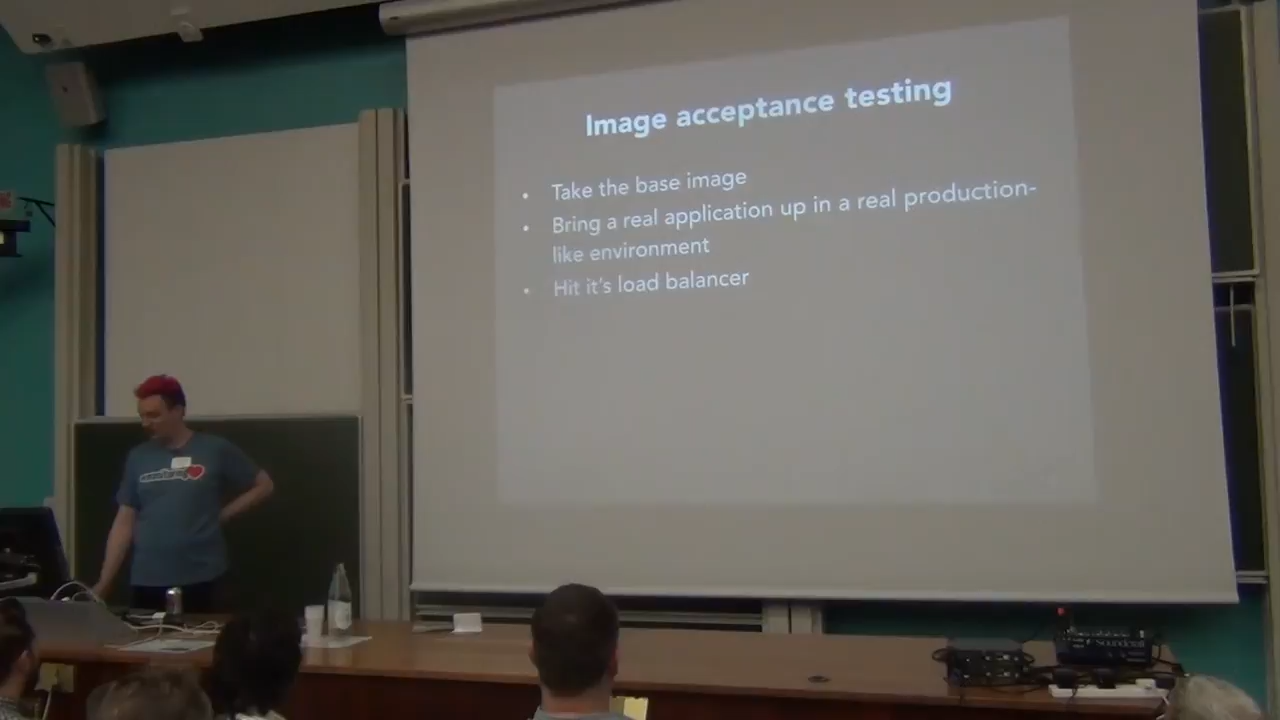 Image acceptance testing
• Take the base image
• Bring a real application up in a real production-
like environment
• Hit it's load balancer